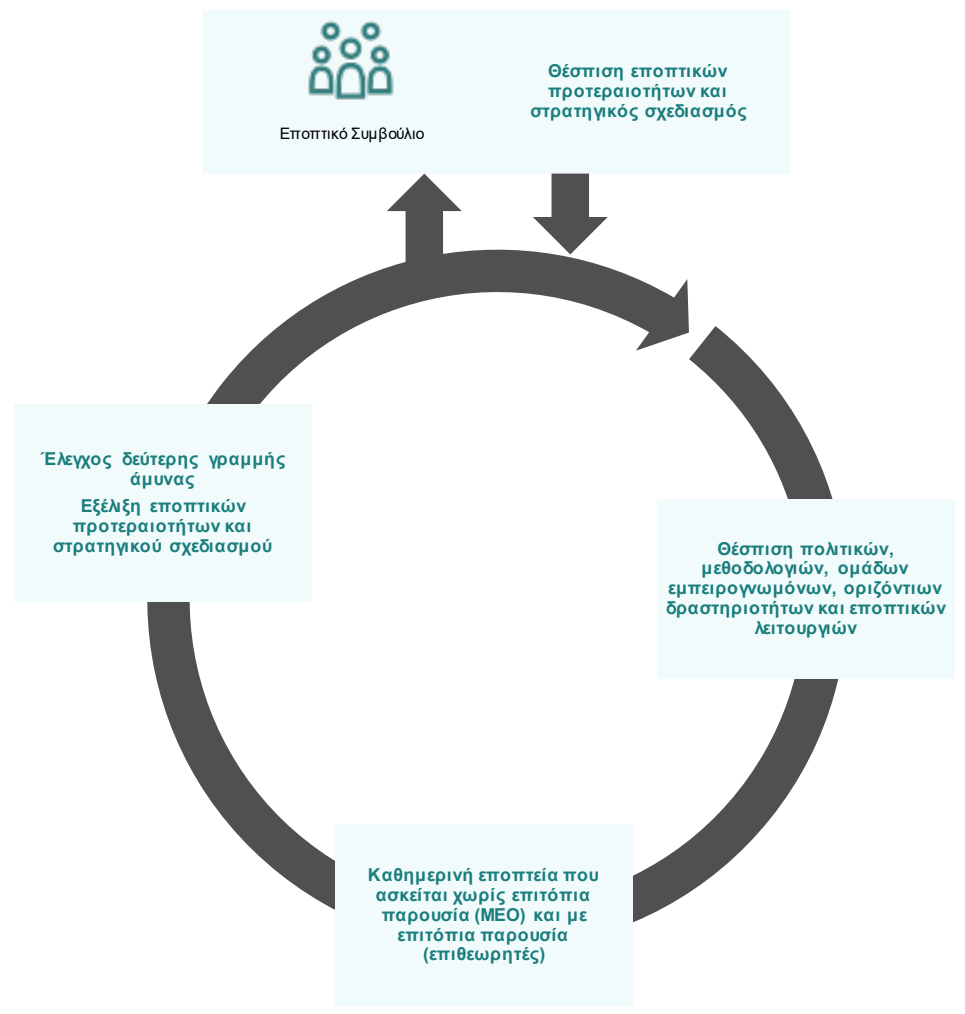 Εποπτικό Συμβούλιο
Θέσπιση εποπτικών
προτεραιοτήτων και
στρατηγικός σχεδιασμός
Έλεγχος δεύτερης γραμμής
άμυνας
Εξέλιξη εποπτικών
προτεραιοτήτων και
στρατηγικού σχεδιασμού
Θέσπιση πολιτικών,
μεθοδολογιών, ομάδων
εμπειρογνωμόνων, οριζόντιων
δραστηριοτήτων και εποπτικών
λειτουργιών
Καθημερινή εποπτεία που
ασκείται χωρίς επιτόπια
παρουσία (ΜΕΟ) και με
επιτόπια παρουσία
(επιθεωρητές)